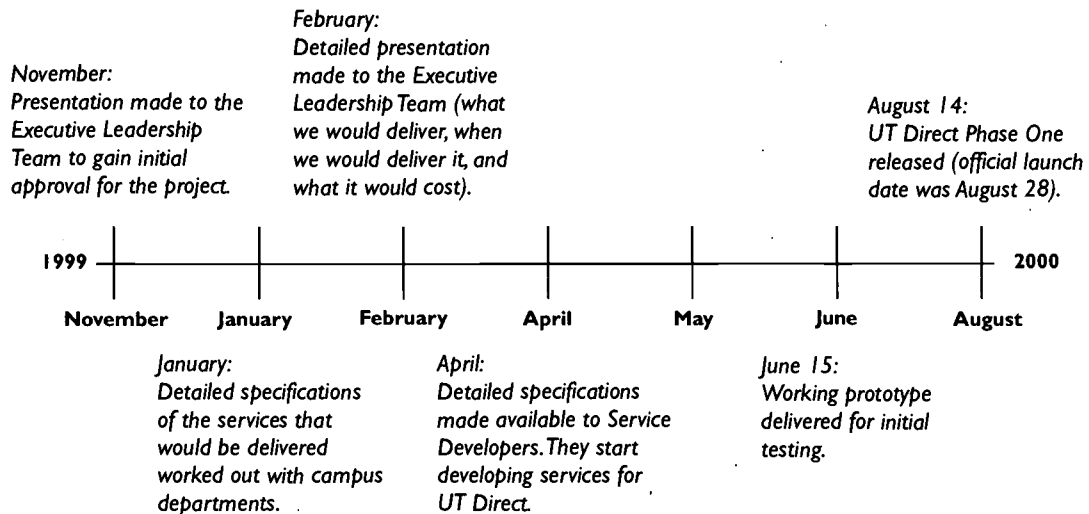 November:
Presentation made to the
Executive Leadership
Team to gain initial
approval for the project.
February:
Detailed presentation
made to the Executive
Leadership Team (what
we would deliver, when
we would deliver it, and
what it would cost).
August 14:
UT Direct Phase One
released (official launch
date was August 28).
1999
2000
November January February April May June August
January:
Detailed specifications
of the services that
would be delivered
worked out with campus
departments.
April:
Detailed specifications
made available to Service
Developers. They start
developing services for
UT Direct.
June 15:
Working prototype
delivered for initial
testing.